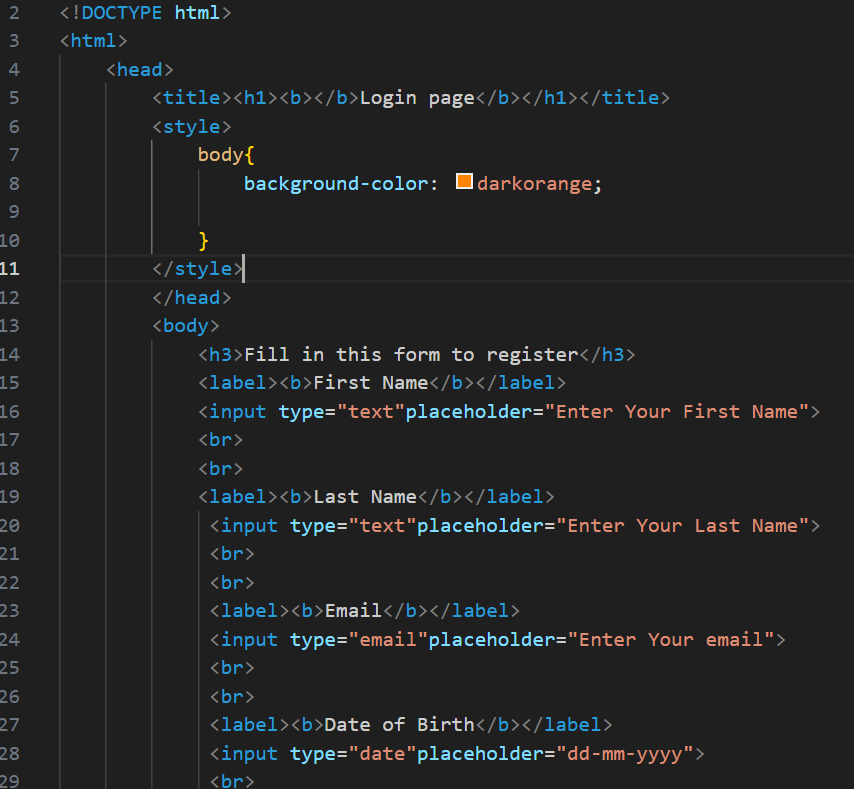 2 <!DOCTYPE html>
3 <html>
4 <head>
5 <title><h1><b></b>Login page</b></h1></title>
6 <style>
7 body{
8 background-color: darkorange;
9
10 }
11 </style>
12 </head>
13 <body>
14 <h3>Fill in this form to register</h3>
15 <label><b>First Name</b></label>
16 <input type="text"placeholder="Enter Your First Name">
17 <br>
18 <br>
19 <label><b>Last Name</b></label>
20 <input type="text"placeholder="Enter Your Last Name">
21 <br>
22 <br>
23 <label><b>Email</b></label>
24 <input type="email"placeholder="Enter Your email">
25 <br>
26 <br>
27 <label><b>Date of Birth</b></label>
28 <input type="date"placeholder="dd-mm-yyyy">
29 <br>